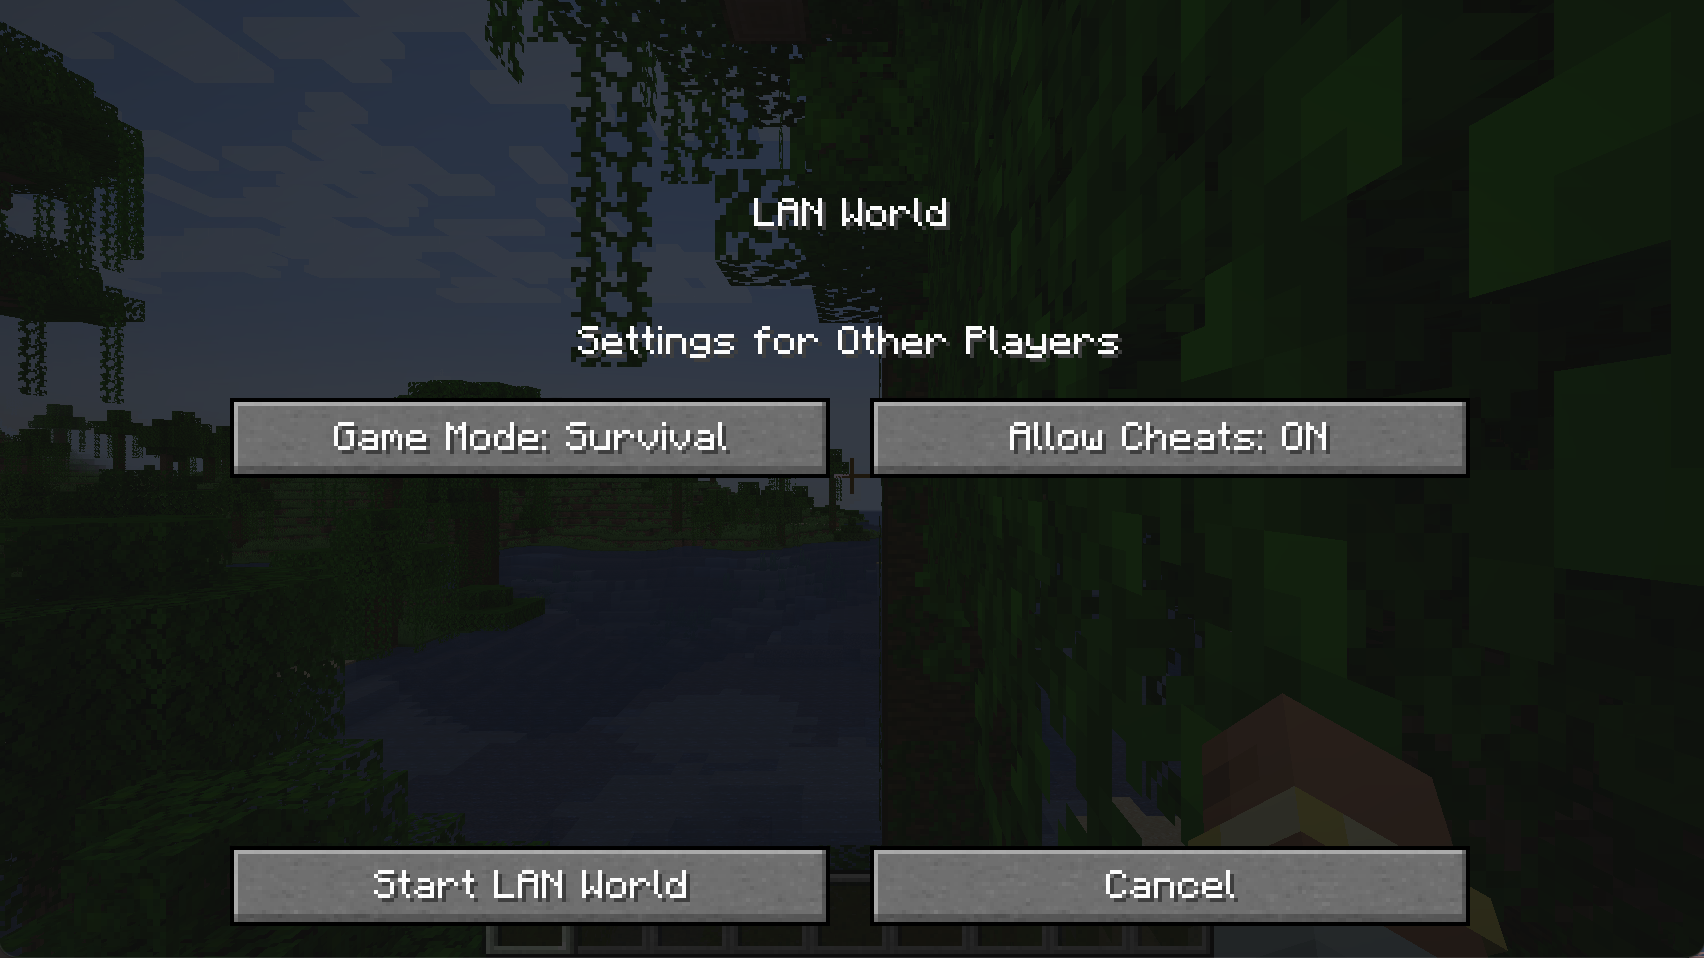 LAN World
Settings for Other Players
Game Mode: Survival
Allow Cheats: ON
Start LAN World
Cancel